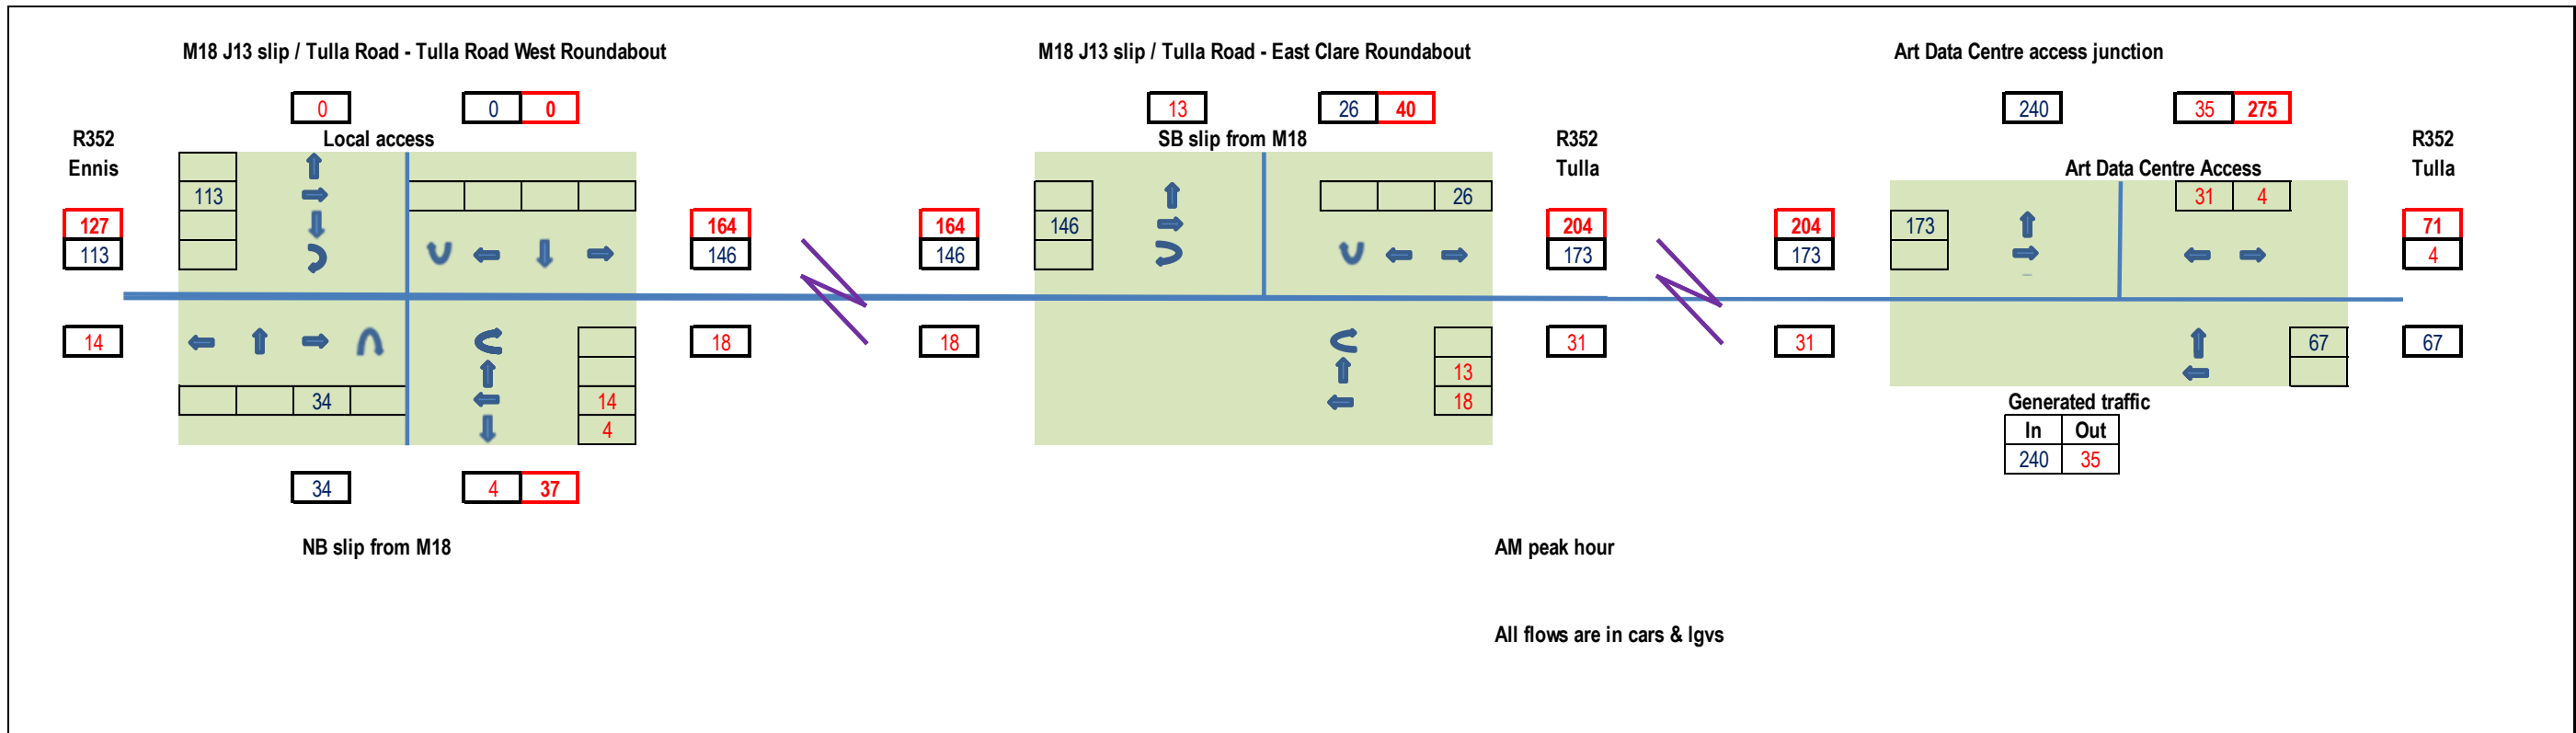 M18 J13 slip / Tulla Road - Tulla Road West Roundabout
M18 J13 slip / Tulla Road - East Clare Roundabout
Art Data Centre access junction
0 0 0 13 26 40 240 35 275
R352 Local access SB slip from M18 R352 R352
Ennis Tulla Art Data Centre Access Tulla
113 26 31 4
127 164 164 146 204 204 173 71
113 146 146 173 173 4
14 18 18 31 31 67 67
13
34 14 18 Generated traffic
4 In Out
240 35
34 4 37
NB slip from M18 AM peak hour
All flows are in cars & lgvs